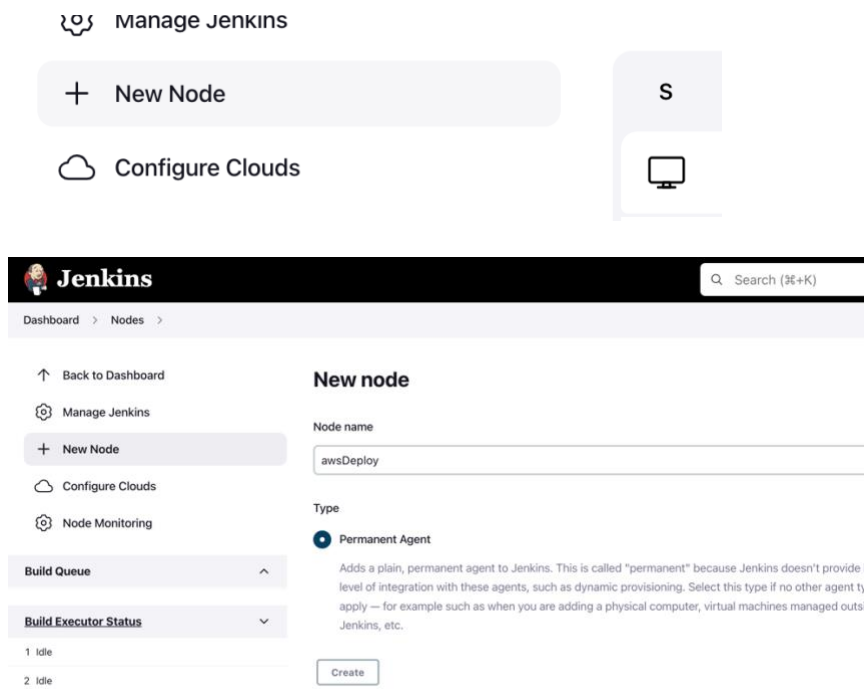 Manage Jenkins
New Node
S
Configure Clouds
Jenkins
Search (⌘+K)
Dashboard > Nodes >
Back to Dashboard
Manage Jenkins
New Node
Configure Clouds
Node Monitoring
Build Queue
Build Executor Status
1 Idle
2 Idle
New node
Node name
awsDeploy
Type
Permanent Agent
Adds a plain, permanent agent to Jenkins. This is called "permanent" because Jenkins doesn't provide
level of integration with these agents, such as dynamic provisioning. Select this type if no other agent
apply — for example such as when you are adding a physical computer, virtual machines managed
Jenkins, etc.
Create